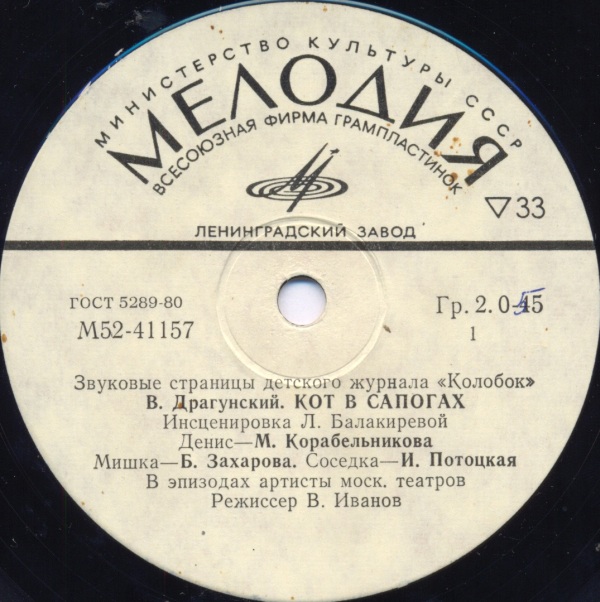 МИНИСТЕРСТВО КУЛЬТУРЫ СССР
МЕЛОДИЯ
ВСЕСОЮЗНАЯ ФИРМА ГРАМПЛАСТИНОК
▽33
ЛЕНИНГРАДСКИЙ ЗАВОД
ГОСТ 5289-80
М52-41157
Гр. 2. 0-45
1
Звуковые страницы детского журнала «Колобок»
В. Драгунский. КОТ В САПОГАХ
Инсценировка Л. Балакиревой
Денис—М. Корабельникова
Мишка—Б. Захарова. Соседка—И. Потоцкая
В эпизодах артисты моск. театров
Режиссер В. Иванов